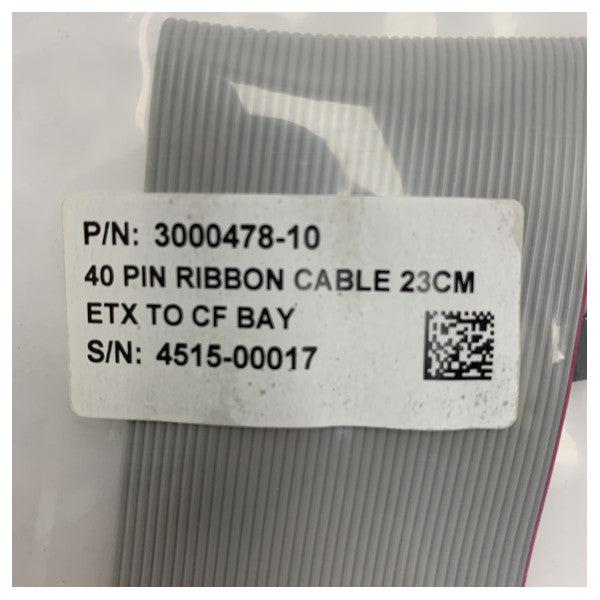 P/N: 3000478-10
40 PIN RIBBON CABLE 23CM
ETX TO CF BAY
S/N: 4515-00017